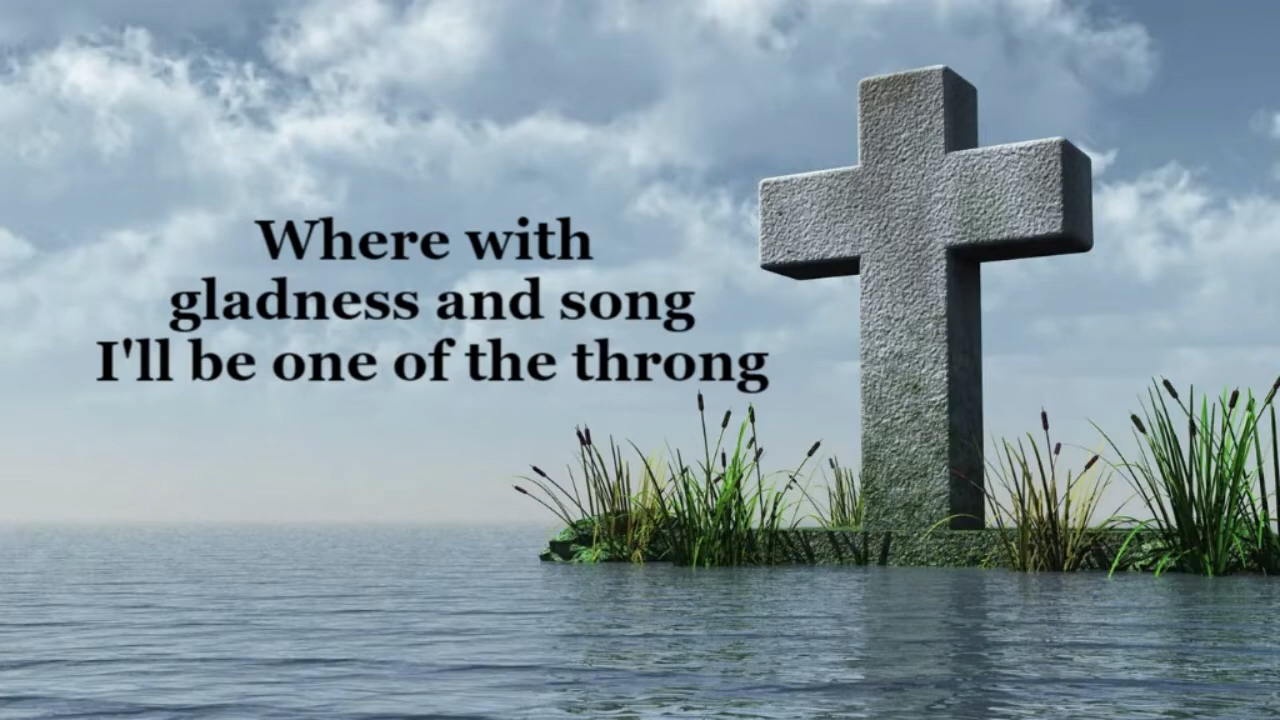 Where with
gladness and song
I'll be one of the throng